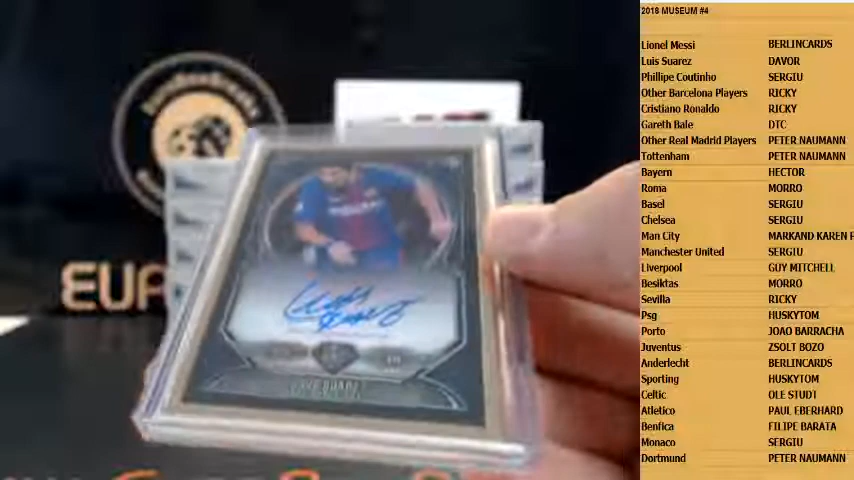 2018 MUSEUM #4
Lionel Messi BERLINCARDS
Luis Suarez DAVOR
Phillipe Coutinho SERGIU
Other Barcelona Players RICKY
Cristiano Ronaldo RICKY
Gareth Bale DTC
Other Real Madrid Players PETER NAUMANN
Tottenham PETER NAUMANN
Bayern HECTOR
Roma MORRO
Basel SERGIU
Chelsea SERGIU
Man City MARKAND KAREN
Manchester United SERGIU
Liverpool GUY MITCHELL
Besiktas MORRO
Sevilla RICKY
Psg HUSKYTOM
Porto JOAO BARRACHA
Juventus ZSOLT BOZO
Anderlecht BERLINCARDS
Sporting HUSKYTOM
Celtic OLE STUDT
Atletico PAUL EBERHARD
Benfica FILIPE BARATA
Monaco SERGIU
Dortmund PETER NAUMANN
EUR
LUIS SUAREZ